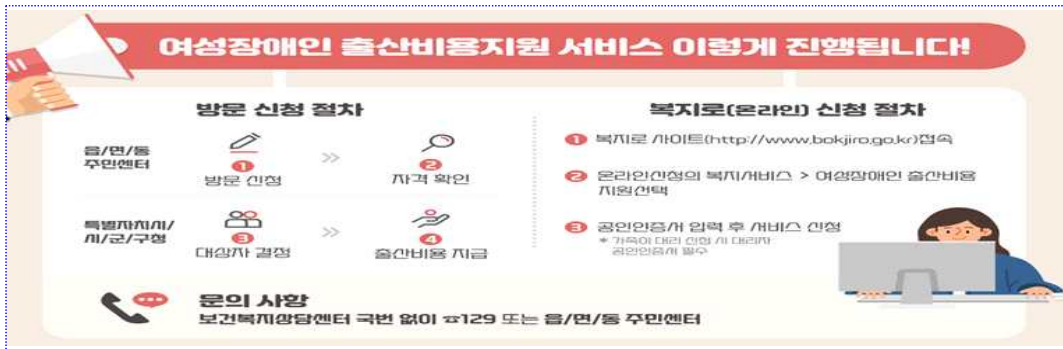 여성장애인 출산비용지원 서비스 이렇게 진행됩니다!
방문 신청 절차
읍/면/동
주민센터
1
방문 신청
»
2
자격 확인
특별자치시/
시/군/구청
3
대상자 결정
»
4
출산비용 지급
복지로(온라인) 신청 절차
1 복지로 사이트(http://www.bokjiro.go.kr)접속
2 온라인신청의 복지서비스 > 여성장애인 출산비용
지원선택
3 공인인증서 입력 후 서비스 신청
* 가족이 대리 신청 시 대리자
공인인증서 필수
문의 사항
보건복지상담센터 국번 없이 ☎129 또는 읍/면/동 주민센터